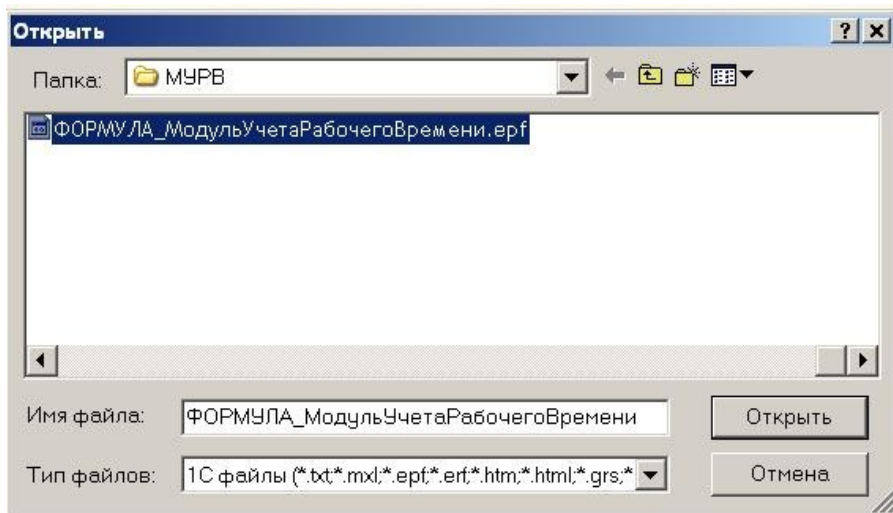 Открыть
Папка: МУРВ
ФОРМУЛА_МодульУчетаРабочегоВремени.epf
Имя файла: ФОРМУЛА_МодульУчетаРабочегоВремени Открыть
Тип файлов: 1С файлы (*.txt;*.mxl;*.epf;*.erf;*.htm;*.html;*.grs;* Отмена